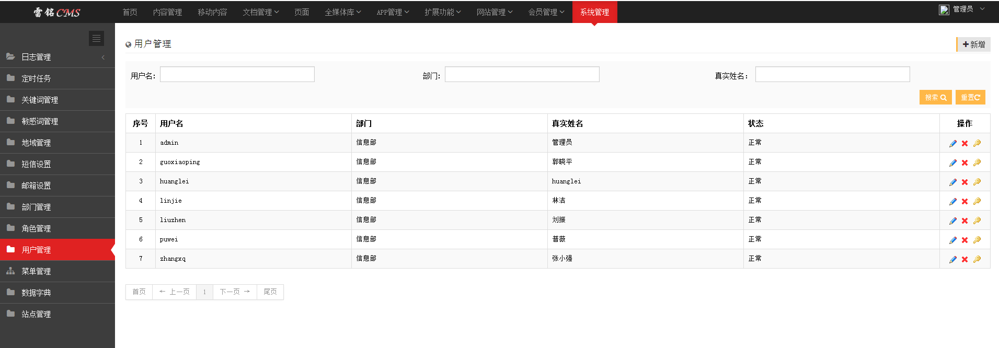 雷铭CMS 首页 内容管理 移动内容 文档管理 页面 全媒体库 APP管理 扩展功能 网站管理 会员管理 系统管理 管理员
日志管理
定时任务
关键词管理
敏感词管理
地域管理
短信设置
邮箱设置
部门管理
角色管理
用户管理
菜单管理
数据字典
站点管理
用户管理 新增
用户名： 部门： 真实姓名：
搜索 重置
序号 用户名 部门 真实姓名 状态 操作
1 admin 信息部 管理员 正常
2 guoxiaoping 信息部 郭晓平 正常
3 huanglei 信息部 huanglei 正常
4 linjie 信息部 林洁 正常
5 liuzhen 信息部 刘振 正常
6 puwei 信息部 普薇 正常
7 zhangxq 信息部 张小强 正常
首页 ← 上一页 1 下一页 → 尾页